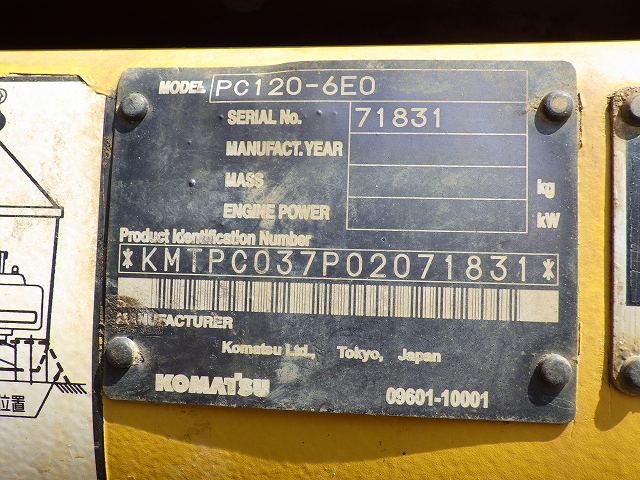 MODEL PC120-6E0
SERIAL No. 71831
MANUFACT.YEAR
MASS kg
ENGINE POWER kW
Product Identification Number
*KMTPC037P02071831*
MANUFACTURER
Komatsu Ltd., Tokyo, Japan
KOMATSU 09601-10001
位置